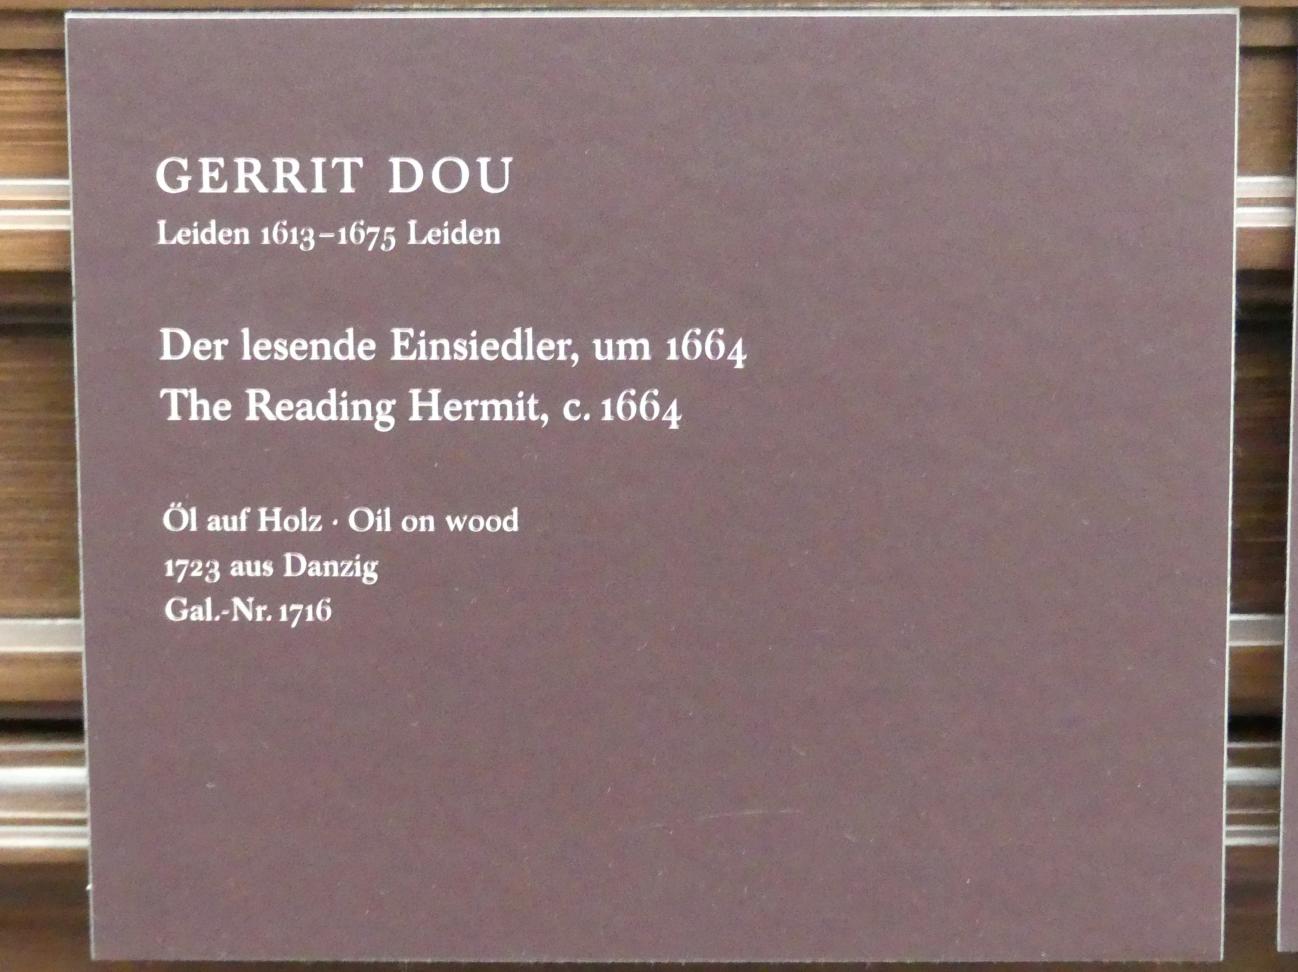 GERRIT DOU
Leiden 1613–1675 Leiden
Der lesende Einsiedler, um 1664
The Reading Hermit, c. 1664
Öl auf Holz · Oil on wood
1723 aus Danzig
Gal.-Nr. 1716